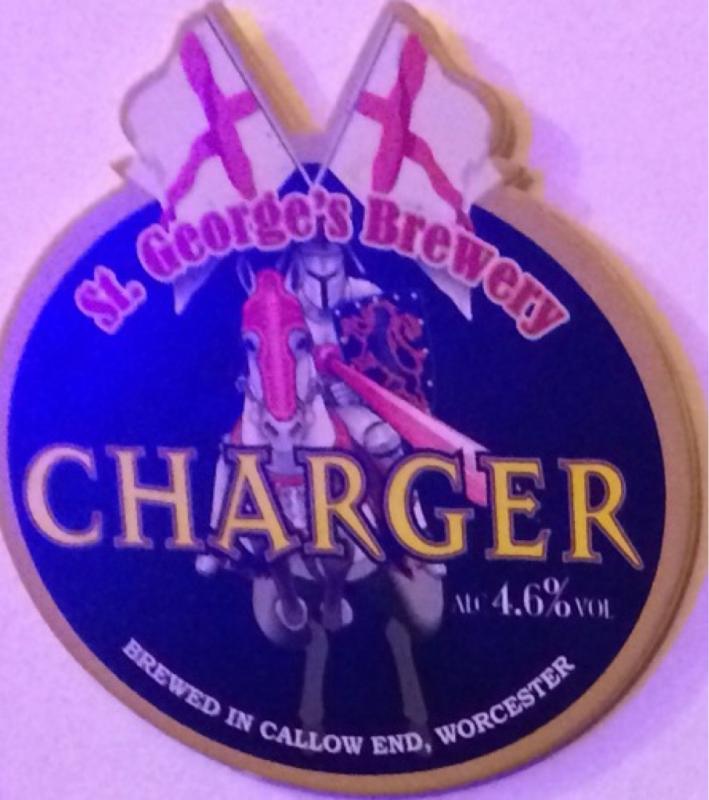 St. George's Brewery
CHARGER
ALC 4.6% VOL
BREWED IN CALLOW END, WORCESTER